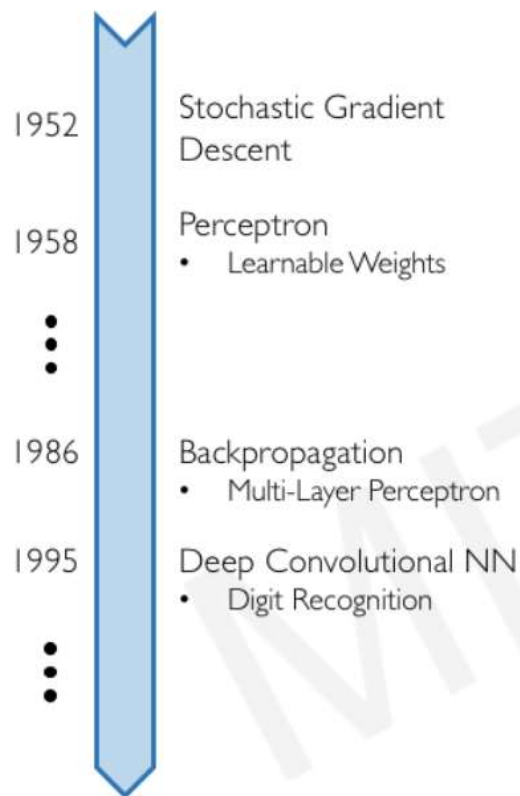 1952
Stochastic Gradient
Descent
1958
Perceptron
• Learnable Weights
1986
Backpropagation
• Multi-Layer Perceptron
1995
Deep Convolutional NN
• Digit Recognition